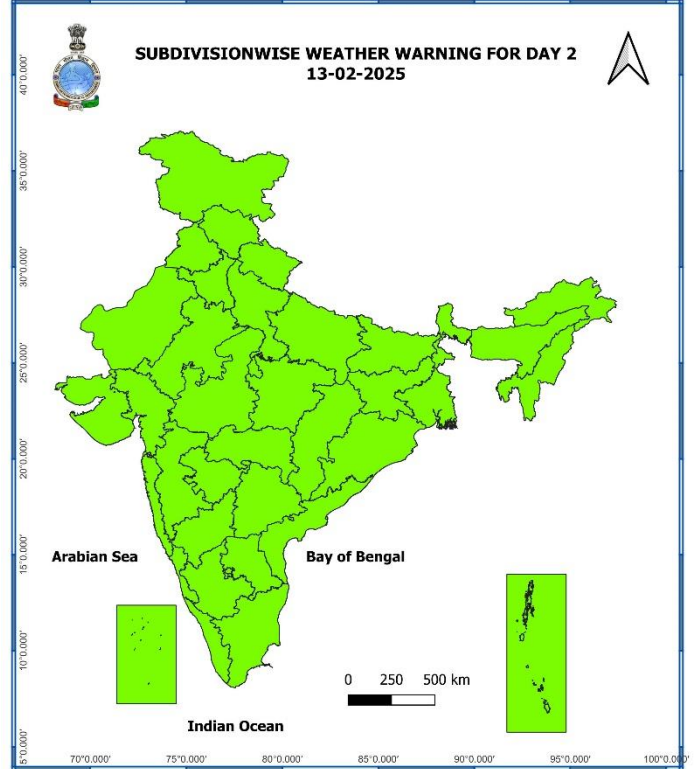 SUBDIVISIONWISE WEATHER WARNING FOR DAY 2
13-02-2025
40°0.000'
35°0.000'
30°0.000'
25°0.000'
20°0.000'
15°0.000'
10°0.000'
5°0.000'
Arabian Sea
Bay of Bengal
0 250 500 km
Indian Ocean
70°0.000' 75°0.000' 80°0.000' 85°0.000' 90°0.000' 95°0.000' 100°0.000'